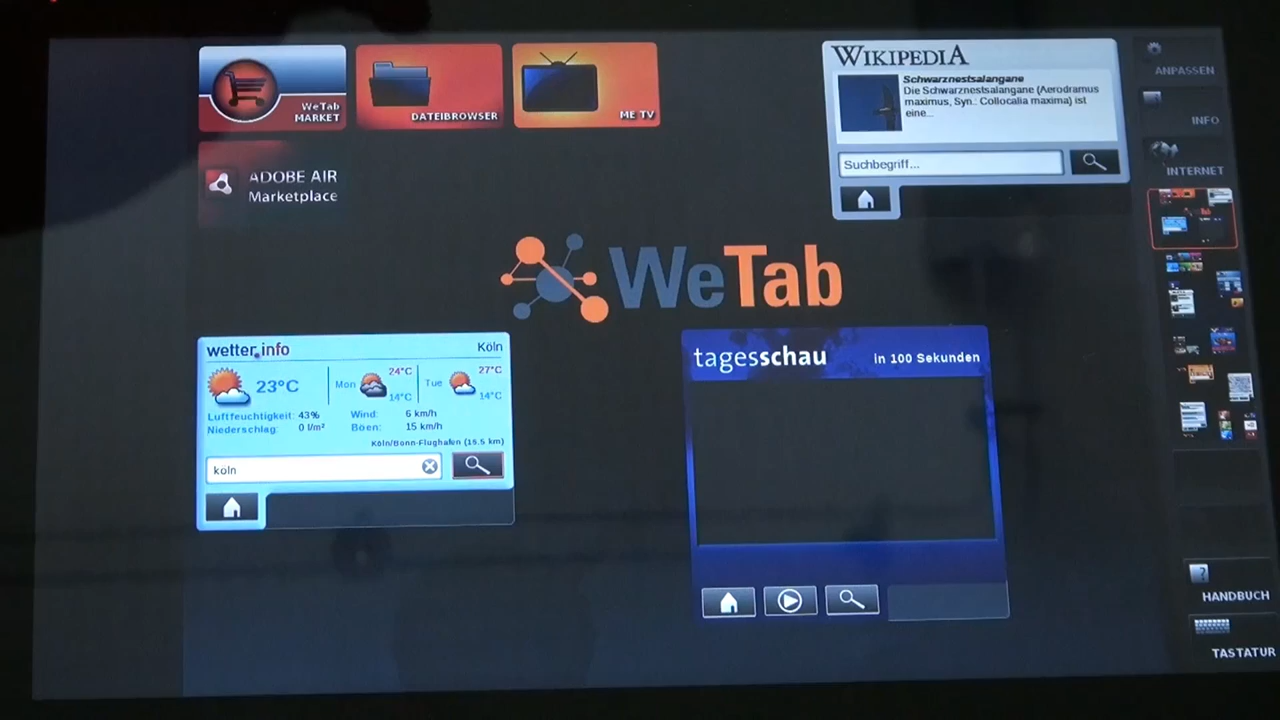 WeTab
MARKET
DATEIBROWSER
ME TV
ADOBE AIR
Marketplace
WIKIPEDIA
Schwarznestsalangane
Die Schwarznestsalangane (Aerodramus
maximus, Syn.: Collocalia maxima) ist
eine...
Suchbegriff...
ANPASSEN
INFO
INTERNET
WeTab
wetter.info
Köln
23°C
Mon
24°C
14°C
Tue
27°C
14°C
Luftfeuchtigkeit: 43%
Niederschlag: 0 l/m²
Wind: 6 km/h
Böen: 15 km/h
Köln/Bonn-Flughafen (16.5 km)
köln
tagesschau
in 100 Sekunden
HANDBUCH
TASTATUR